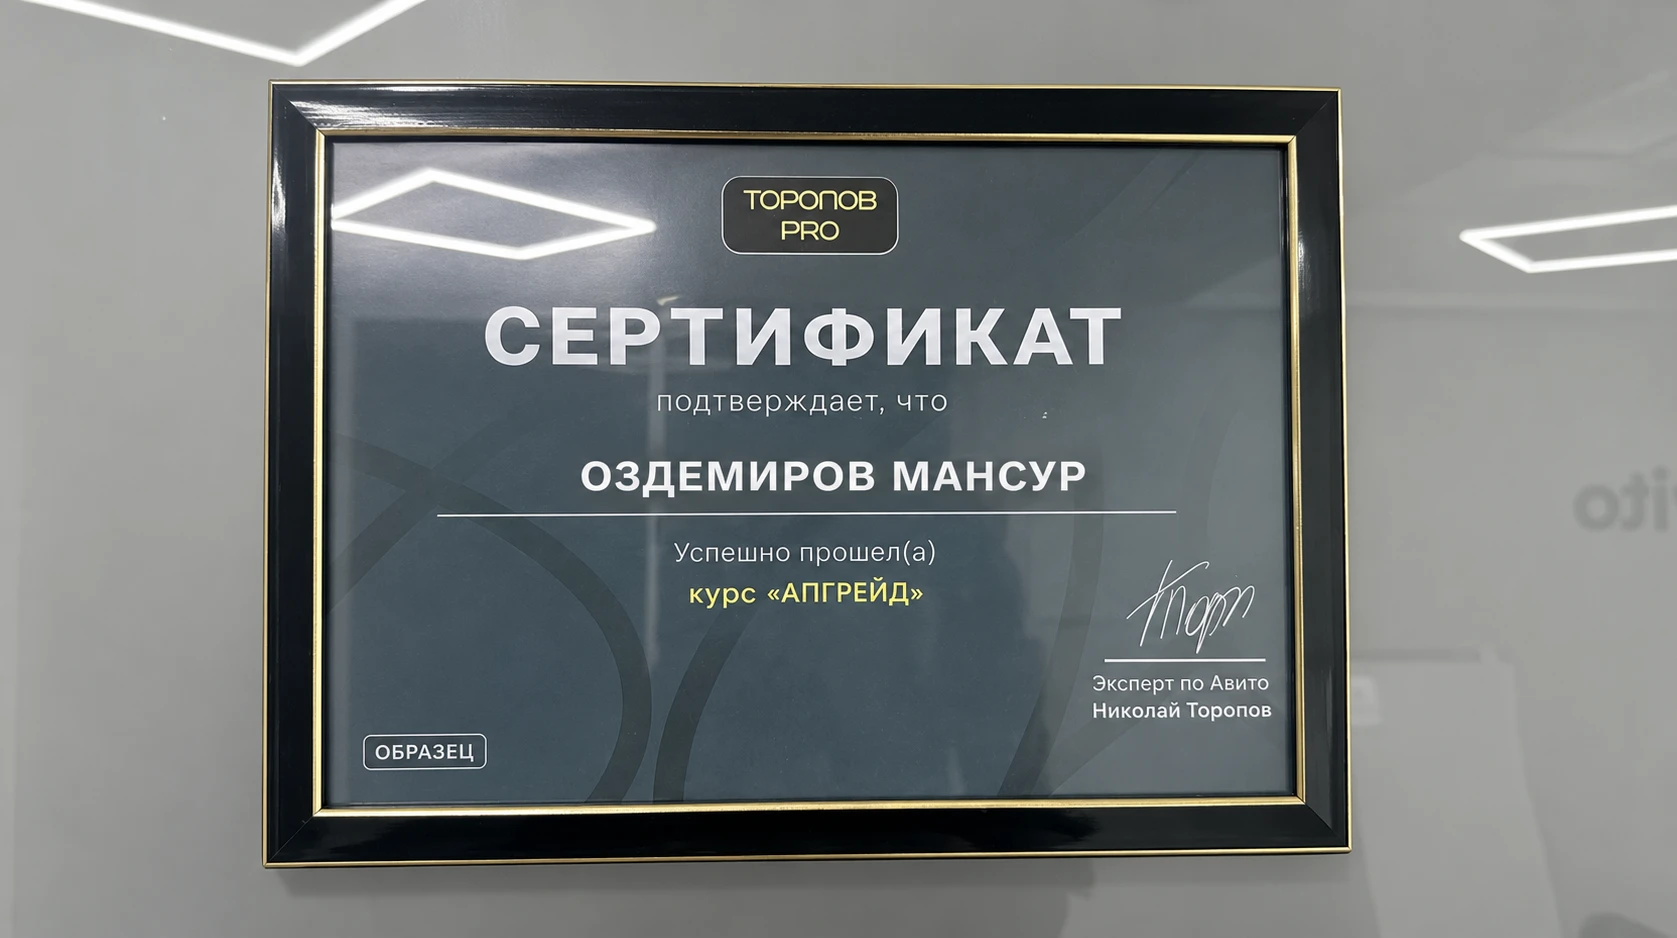 ТОРОПОВ
PRO
СЕРТИФИКАТ
подтверждает, что
ОЗДЕМИРОВ МАНСУР
Успешно прошел(а)
курс «АПГРЕЙД»
Эксперт по Авито
Николай Торопов
ОБРАЗЕЦ